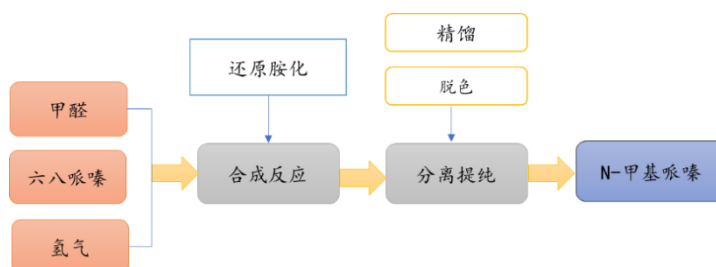 精馏
还原胺化
脱色
甲醛
六八哌嗪
合成反应
分离提纯
N-甲基哌嗪
氢气